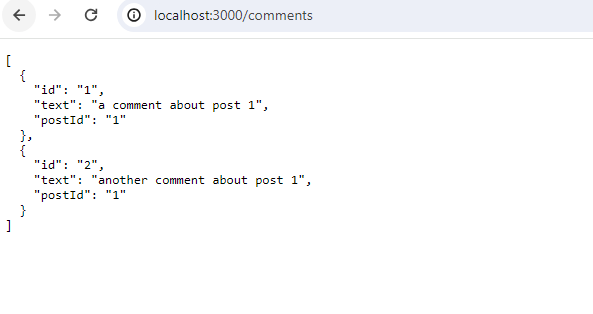 localhost:3000/comments
[
  {
    "id": "1",
    "text": "a comment about post 1",
    "postId": "1"
  },
  {
    "id": "2",
    "text": "another comment about post 1",
    "postId": "1"
  }
]